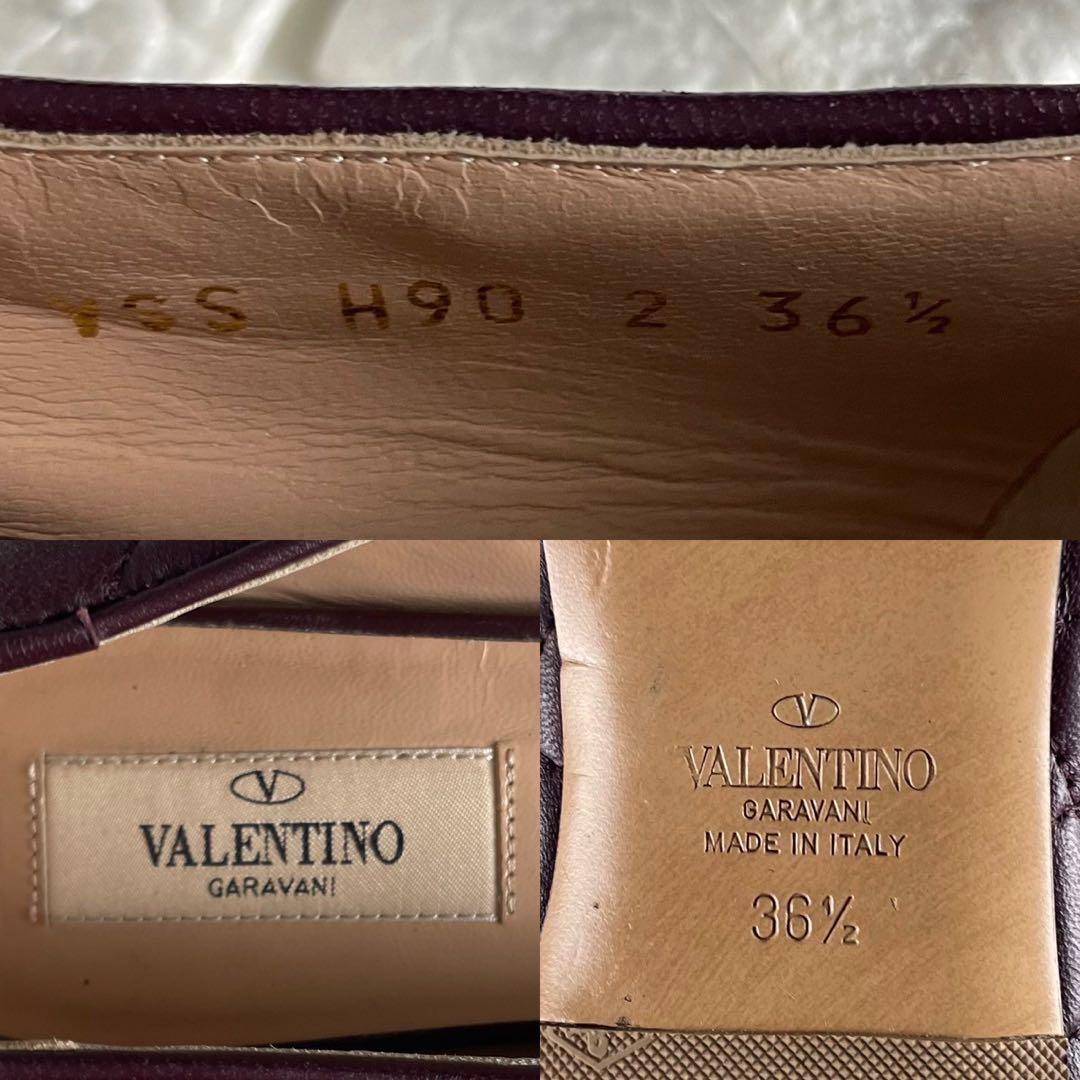 H90 2 36½
V
VALENTINO
GARAVANI
V
VALENTINO
GARAVANI
MADE IN ITALY
36½